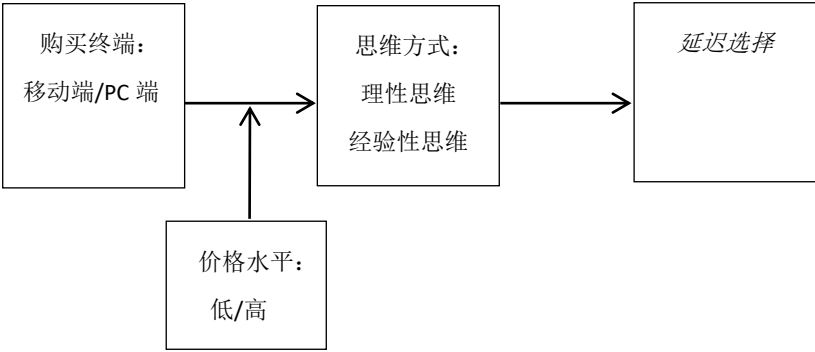 购买终端：
移动端/PC 端
思维方式：
理性思维
经验性思维
延迟选择
价格水平：
低/高